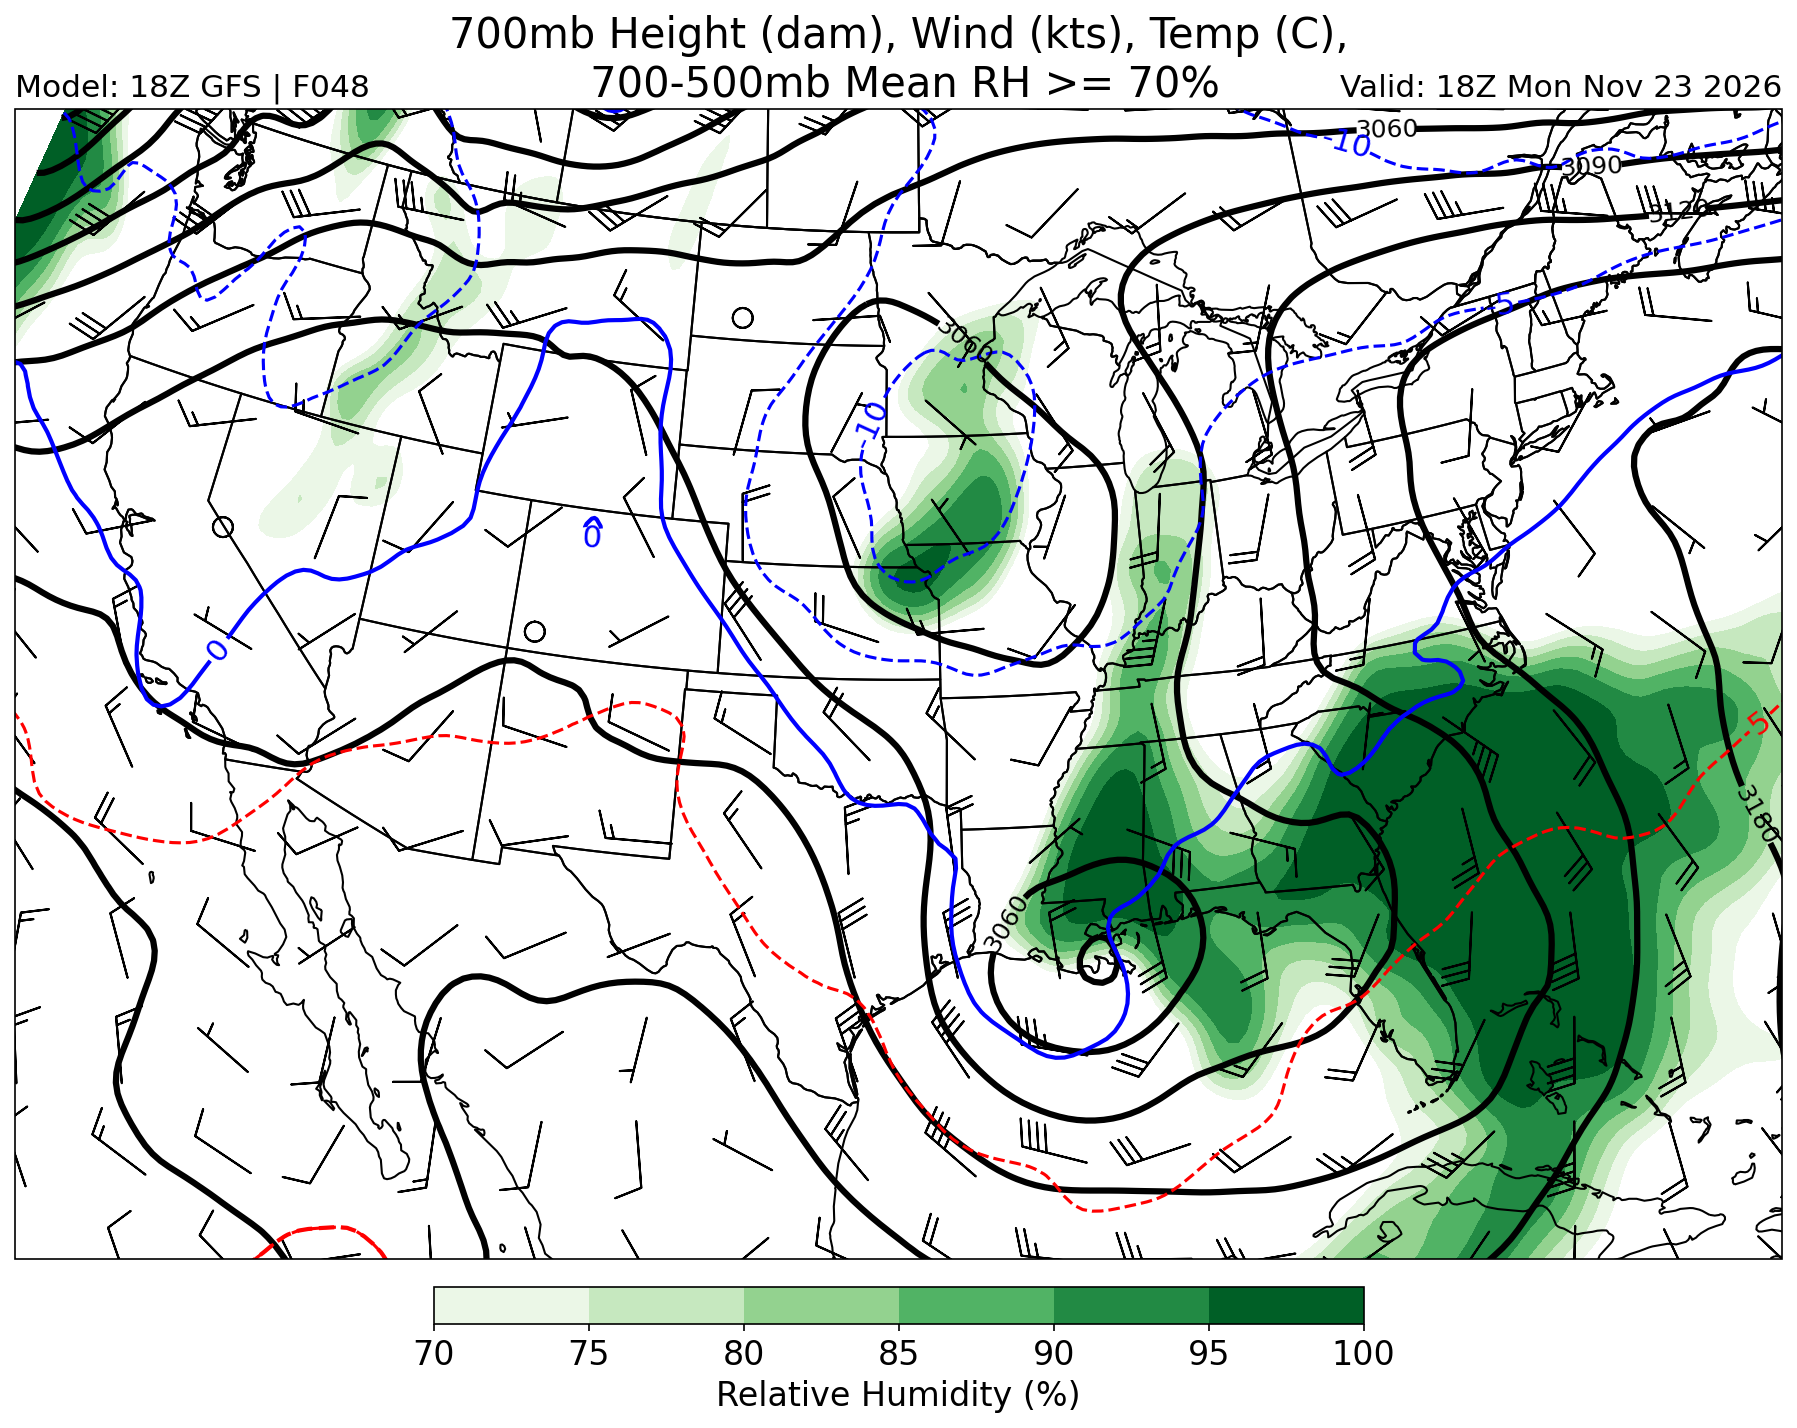 700mb Height (dam), Wind (kts), Temp (C),
700-500mb Mean RH >= 70%
Model: 18Z GFS | F048
Valid: 18Z Mon Nov 23 2026
3060
-10
3090
3120
-5
3060
-10
0
0
5
3180
3060
70 75 80 85 90 95 100
Relative Humidity (%)